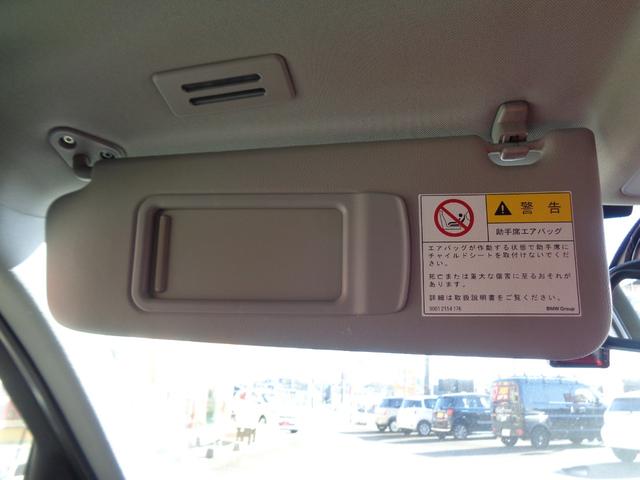 警告
助手席エアバッグ
エアバッグが作動する状態で助手席に
チャイルドシートを取付けないでくだ
さい。
死亡または重大な傷害に至るおそれが
あります。
詳細は取扱説明書をご覧ください。
9001 2154 176
BMW Group